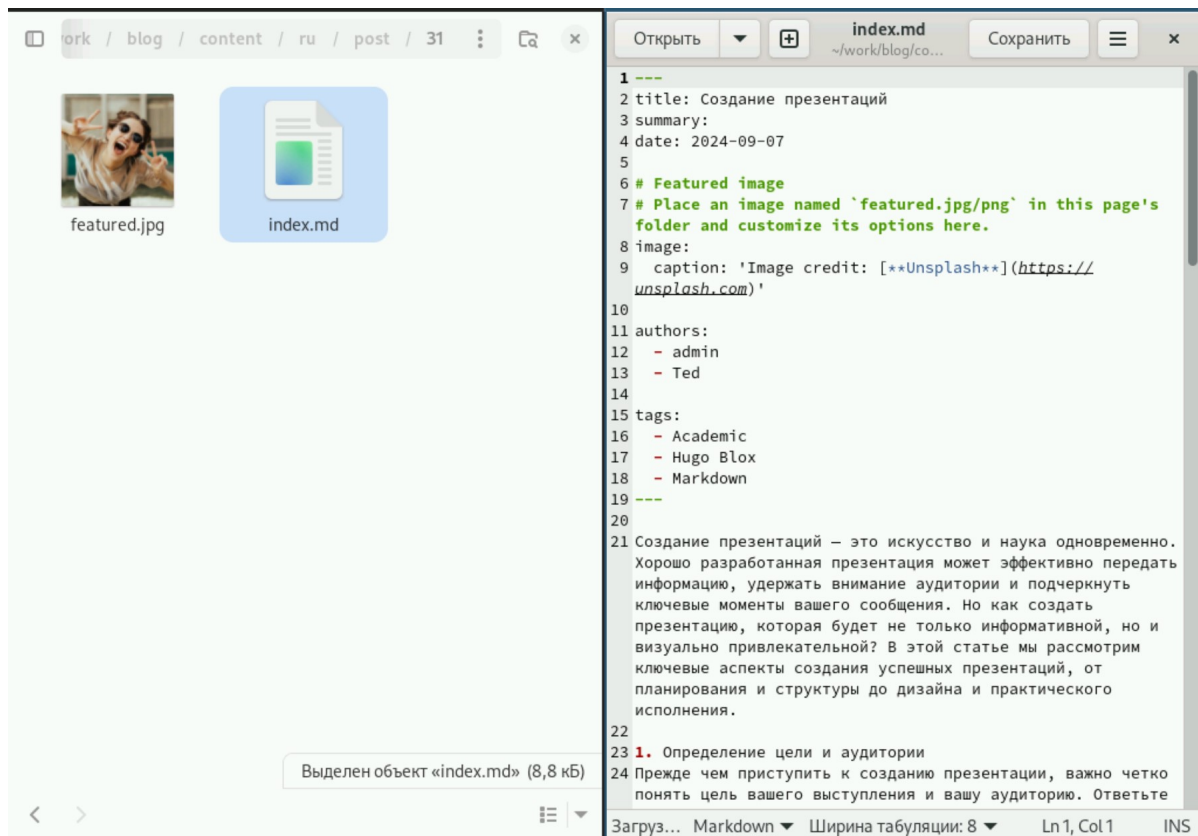 work / blog / content / ru / post / 31
featured.jpg
index.md
Выделен объект «index.md» (8,8 кБ)
Открыть
index.md
~/work/blog/co…
Сохранить
1 ---
2 title: Создание презентаций
3 summary:
4 date: 2024-09-07
5
6 # Featured image
7 # Place an image named `featured.jpg/png` in this page's
folder and customize its options here.
8 image:
9   caption: 'Image credit: [**Unsplash**](https://
unsplash.com)'
10
11 authors:
12   - admin
13   - Ted
14
15 tags:
16   - Academic
17   - Hugo Blox
18   - Markdown
19 ---
20
21 Создание презентаций — это искусство и наука одновременно.
Хорошо разработанная презентация может эффективно передать
информацию, удержать внимание аудитории и подчеркнуть
ключевые моменты вашего сообщения. Но как создать
презентацию, которая будет не только информативной, но и
визуально привлекательной? В этой статье мы рассмотрим
ключевые аспекты создания успешных презентаций, от
планирования и структуры до дизайна и практического
исполнения.
22
23 1. Определение цели и аудитории
24 Прежде чем приступить к созданию презентации, важно четко
понять цель вашего выступления и вашу аудиторию. Ответьте
Загруз… Markdown Ширина табуляции: 8 Ln 1, Col 1 INS